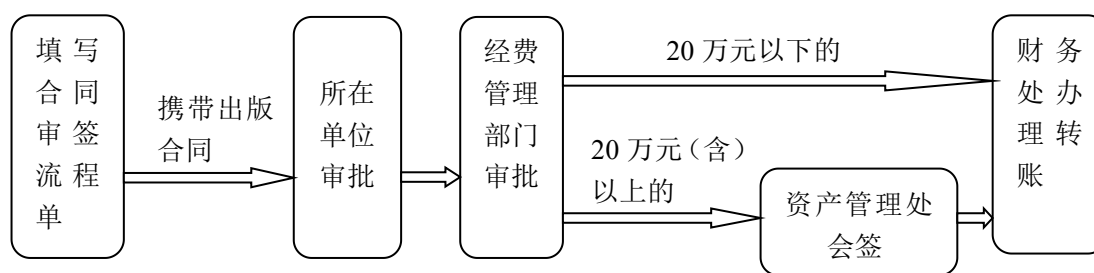 填写
合同
审签
流程
单
携带出版
合同
所在
单位
审批
经费
管理
部门
审批
20 万元以下的
20 万元（含）
以上的
资产管理处
会签
财务
处办
理转
账